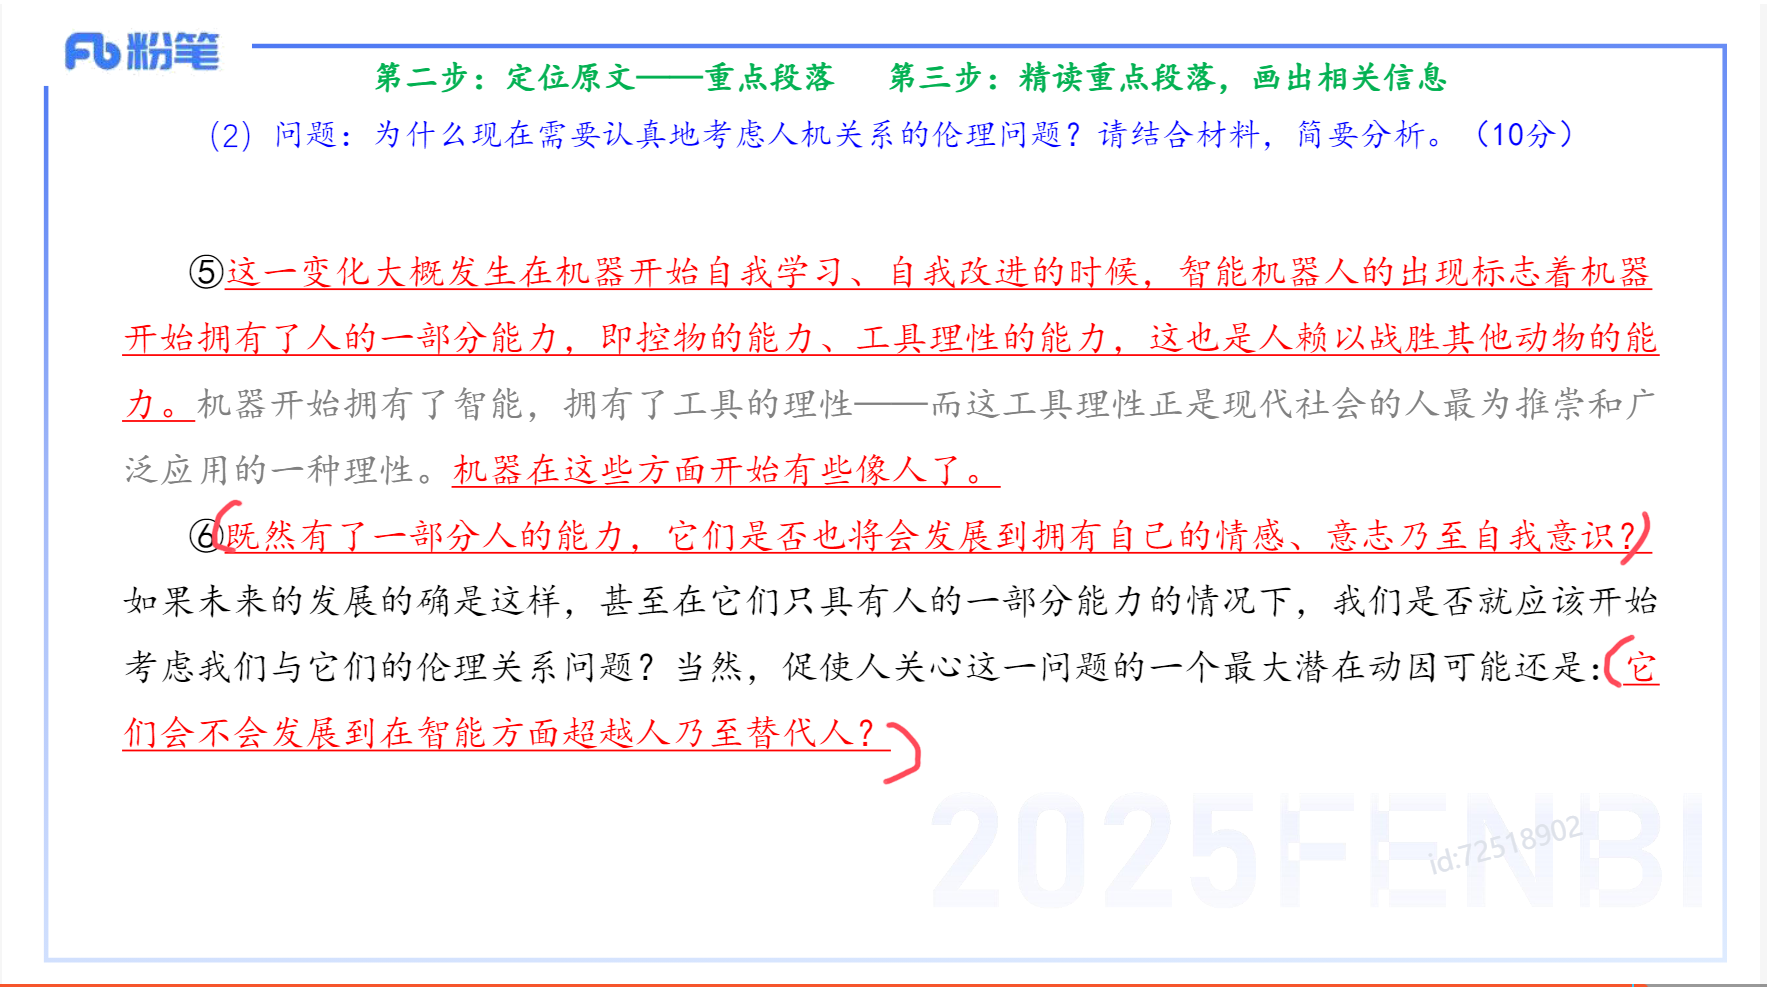 粉笔
第二步：定位原文——重点段落 第三步：精读重点段落，画出相关信息
（2）问题：为什么现在需要认真地考虑人机关系的伦理问题？请结合材料，简要分析。（10分）
⑤这一变化大概发生在机器开始自我学习、自我改进的时候，智能机器人的出现标志着机器
开始拥有了人的一部分能力，即控物的能力、工具理性的能力，这也是人赖以战胜其他动物的能
力。机器开始拥有了智能，拥有了工具的理性——而这工具理性正是现代社会的人最为推崇和广
泛应用的一种理性。机器在这些方面开始有些像人了。
⑥既然有了一部分人的能力，它们是否也将会发展到拥有自己的情感、意志乃至自我意识？
如果未来的发展的确是这样，甚至在它们只具有人的一部分能力的情况下，我们是否就应该开始
考虑我们与它们的伦理关系问题？当然，促使人关心这一问题的一个最大潜在动因可能还是：它
们会不会发展到在智能方面超越人乃至替代人？
2025FENBI
id:72518902